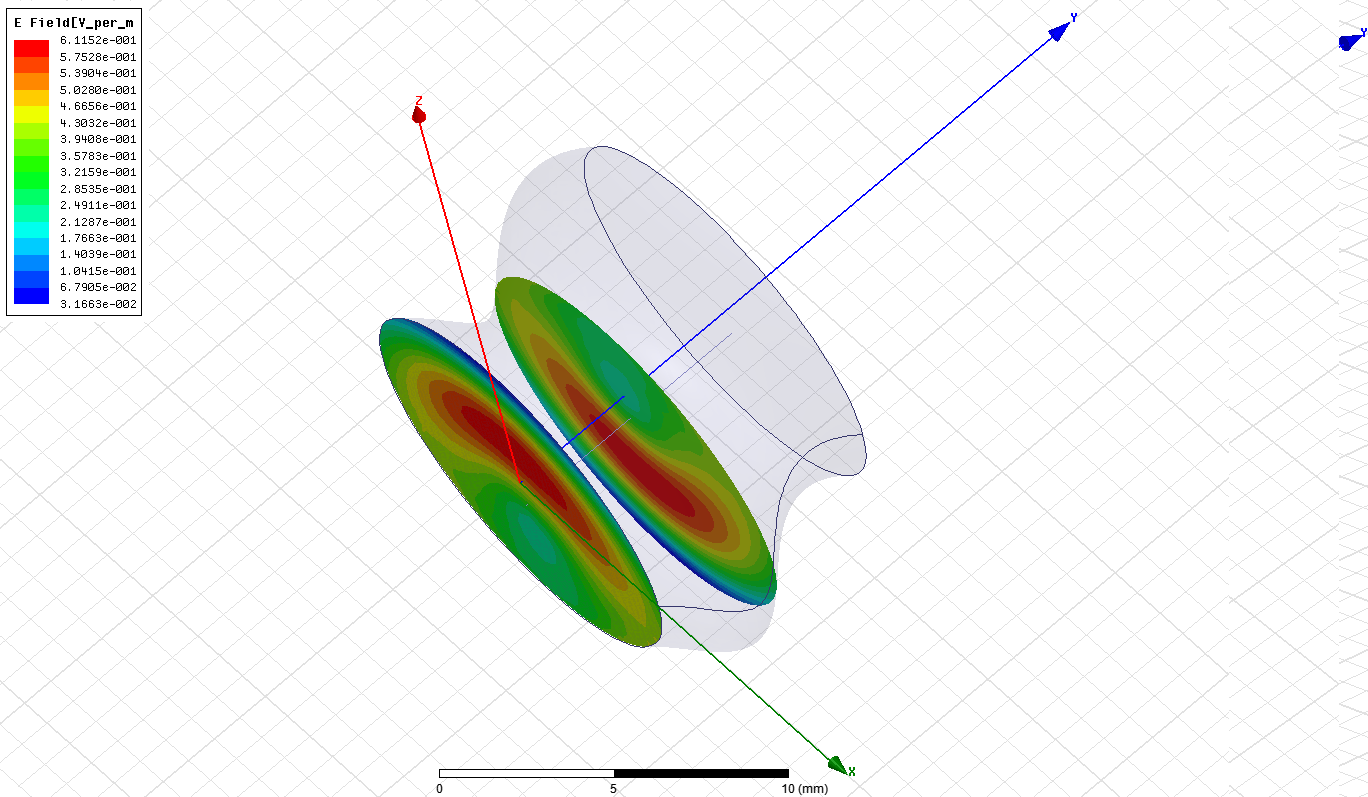 E Field[V_per_m
6.1152e-001
5.7528e-001
5.3904e-001
5.0280e-001
4.6656e-001
4.3032e-001
3.9408e-001
3.5783e-001
3.2159e-001
2.8535e-001
2.4911e-001
2.1287e-001
1.7663e-001
1.4039e-001
1.0415e-001
6.7905e-002
3.1663e-002
Y
Y
Z
X
0
5
10 (mm)